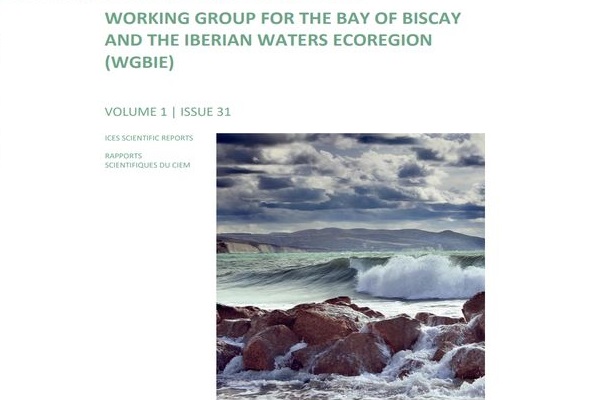 WORKING GROUP FOR THE BAY OF BISCAY
AND THE IBERIAN WATERS ECOREGION
(WGBIE)
VOLUME 1 | ISSUE 31
ICES SCIENTIFIC REPORTS
RAPPORTS
SCIENTIFIQUES DU CIEM